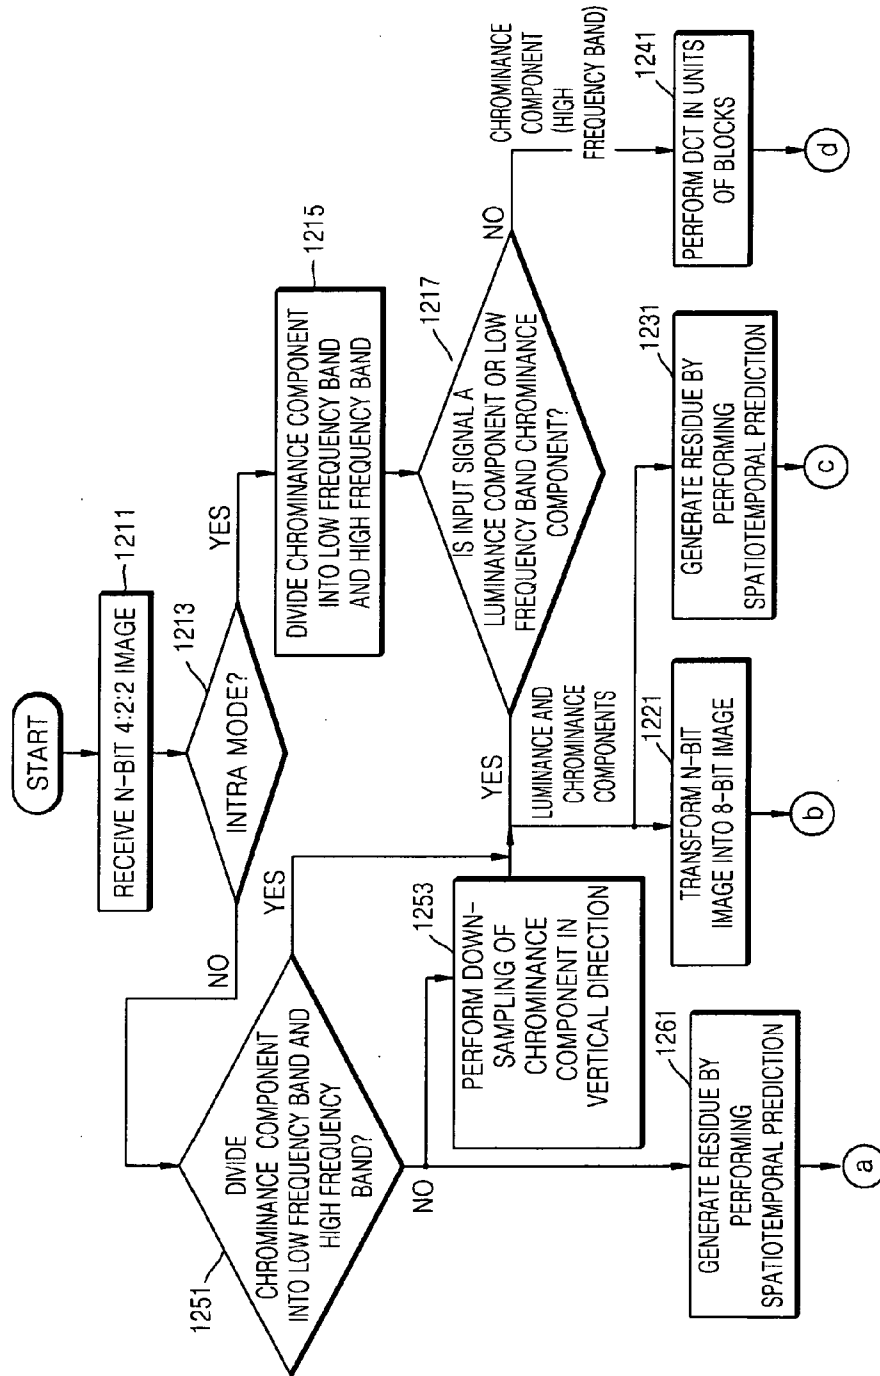 START
1211
RECEIVE N-BIT 4:2:2 IMAGE
1213
INTRA MODE?
YES
NO
1215
DIVIDE CHROMINANCE COMPONENT
INTO LOW FREQUENCY BAND
AND HIGH FREQUENCY BAND
1217
IS INPUT SIGNAL A
LUMINANCE COMPONENT OR LOW
FREQUENCY BAND CHROMINANCE
COMPONENT?
NO
CHROMINANCE
COMPONENT
(HIGH
FREQUENCY BAND)
YES
LUMINANCE AND
CHROMINANCE
COMPONENTS
1251
DIVIDE
CHROMINANCE COMPONENT
INTO LOW FREQUENCY BAND AND
HIGH FREQUENCY
BAND?
YES
NO
1253
PERFORM DOWN-
SAMPLING OF
CHROMINANCE
COMPONENT IN
VERTICAL DIRECTION
1261
GENERATE RESIDUE BY
PERFORMING
SPATIOTEMPORAL PREDICTION
a
1221
TRANSFORM N-BIT
IMAGE INTO 8-BIT IMAGE
b
1231
GENERATE RESIDUE BY
PERFORMING
SPATIOTEMPORAL PREDICTION
c
1241
PERFORM DCT IN UNITS
OF BLOCKS
d